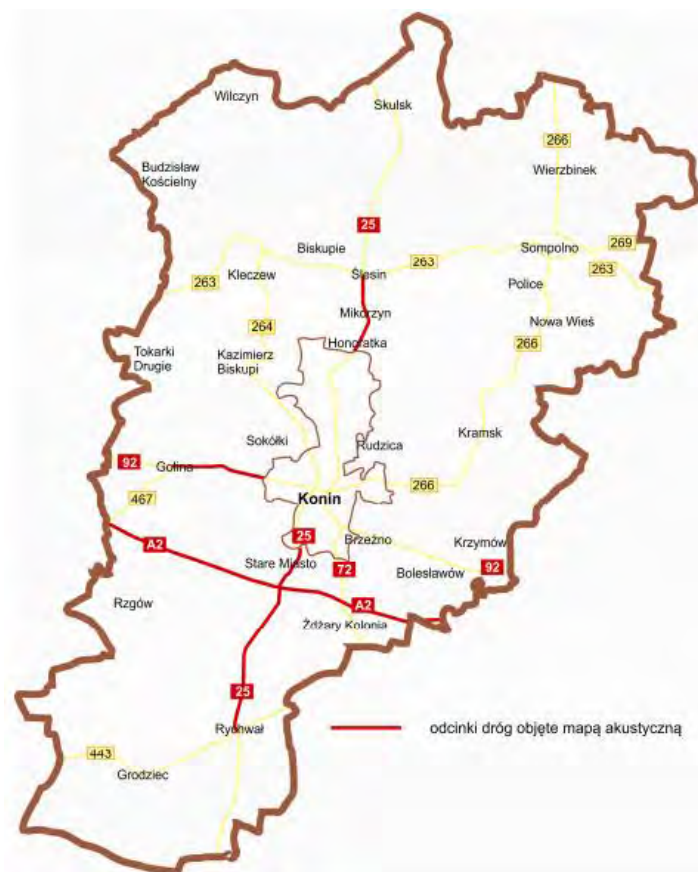 Wilczyn
Skulsk
266
Wierzbinek
Budzisław
Kościelny
25
Biskupie
263
Sompolno
269
263
Kleczew
Ślesin
263
Police
Mikorzyn
Nowa Wieś
264
Honoratka
266
Tokarki
Drugie
Kazimierz
Biskupi
Sokółki
Rudzica
Kramsk
92
Golina
266
467
Konin
25
Brzeźno
Krzymów
A2
Stare Miasto
72
Bolesławów
92
Rzgów
A2
Żdżary Kolonia
25
Rychwał
odcinki dróg objęte mapą akustyczną
443
Grodziec